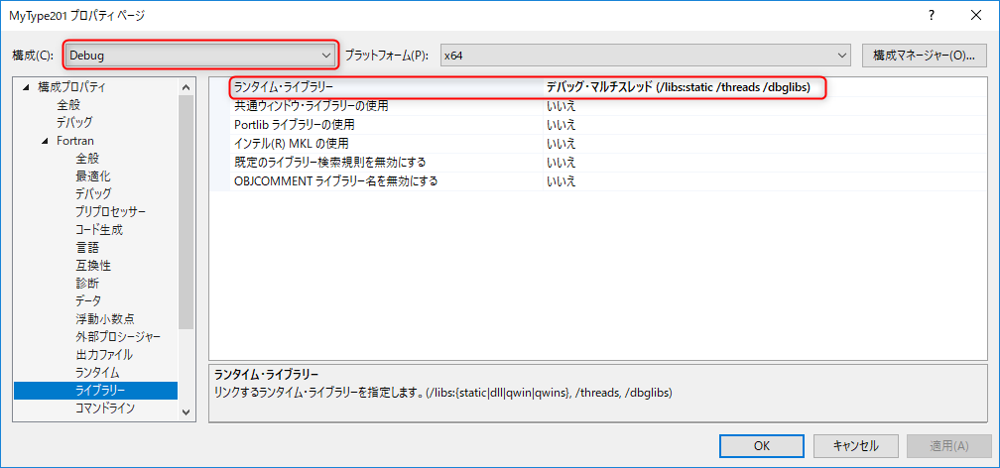 MyType201 プロパティ ページ
?
構成(C):
Debug
プラットフォーム(P):
x64
構成マネージャー(O)...
構成プロパティ
全般
デバッグ
Fortran
全般
最適化
デバッグ
プリプロセッサー
コード生成
言語
互換性
診断
データ
浮動小数点
外部プロシージャー
出力ファイル
ランタイム
ライブラリー
コマンドライン
ランタイム・ライブラリー デバッグ・マルチスレッド (/libs:static /threads /dbglibs)
共通ウィンドウ・ライブラリーの使用 いいえ
Portlib ライブラリーの使用 いいえ
インテル(R) MKL の使用 いいえ
既定のライブラリー検索規則を無効にする いいえ
OBJCOMMENT ライブラリー名を無効にする いいえ
ランタイム・ライブラリー
リンクするランタイム・ライブラリーを指定します。(/libs:{static|dll|qwin|qwins}, /threads, /dbglibs)
OK
キャンセル
適用(A)